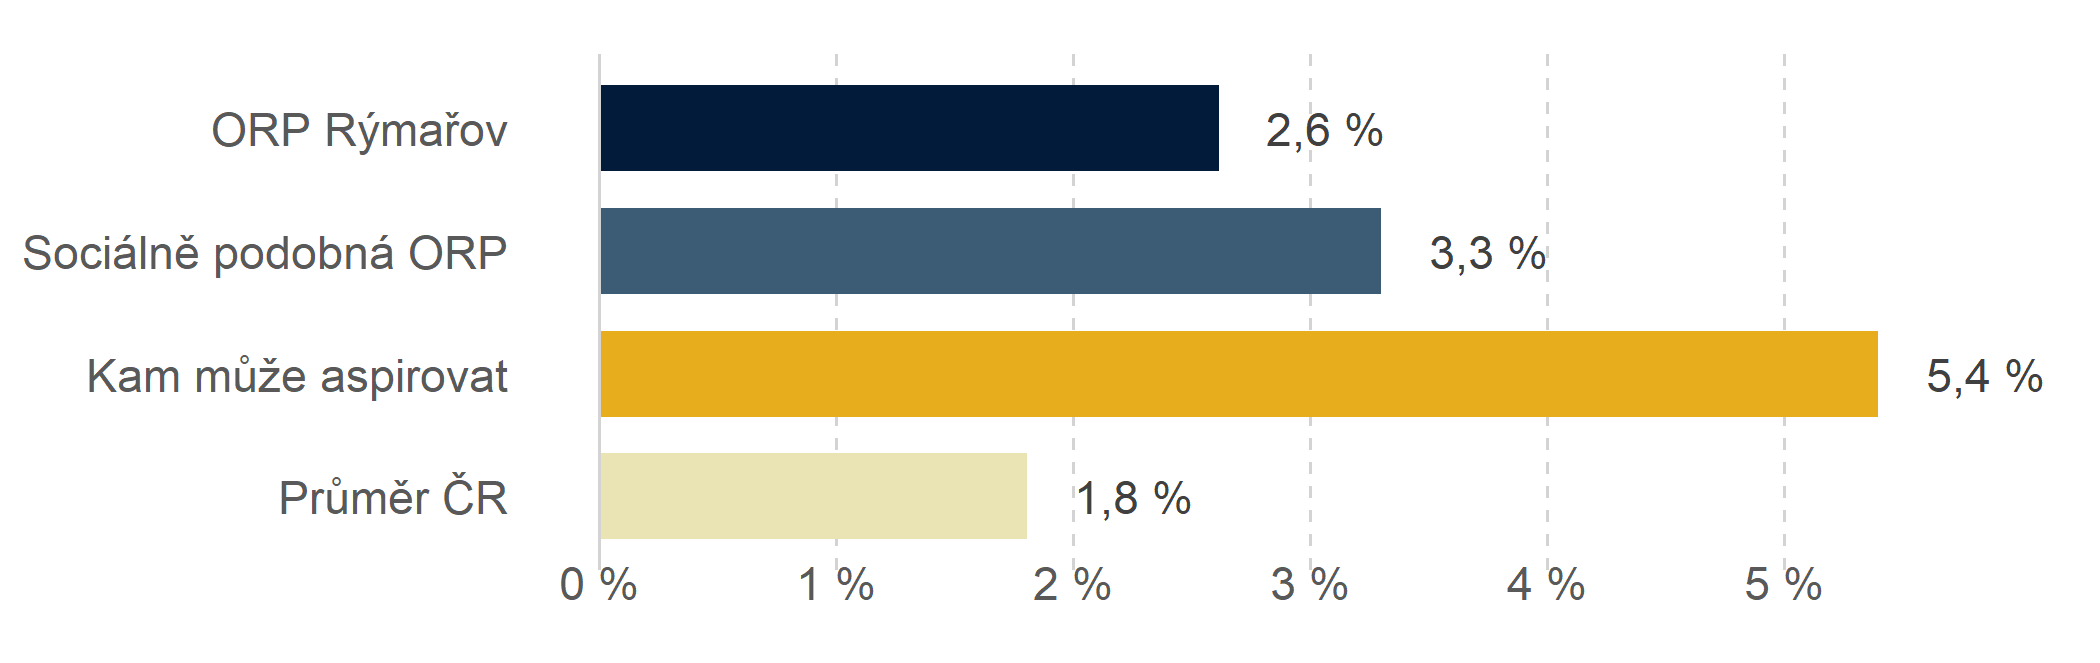 ORP Rýmařov
2,6 %
Sociálně podobná ORP
3,3 %
Kam může aspirovat
5,4 %
Průměr ČR
1,8 %
0 % 1 % 2 % 3 % 4 % 5 %